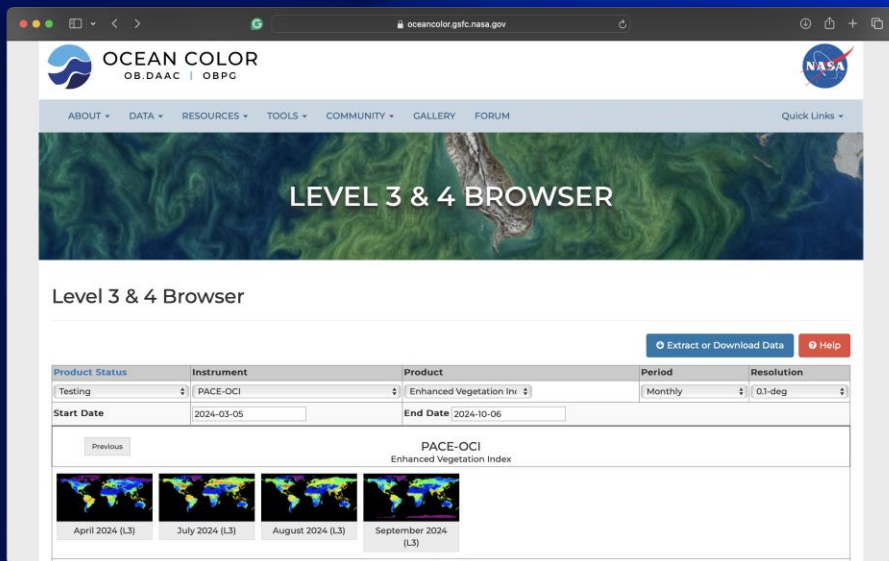 oceancolor.gsfc.nasa.gov
OCEAN COLOR
OB.DAAC | OBPG
NASA
ABOUT DATA RESOURCES TOOLS COMMUNITY GALLERY FORUM Quick Links
LEVEL 3 & 4 BROWSER
Level 3 & 4 Browser
Extract or Download Data Help
Product Status Instrument Product Period Resolution
Testing PACE-OCI Enhanced Vegetation Inc Monthly 0.1-deg
Start Date 2024-03-05 End Date 2024-10-06
Previous PACE-OCI
Enhanced Vegetation Index
April 2024 (L3) July 2024 (L3) August 2024 (L3) September 2024
(L3)